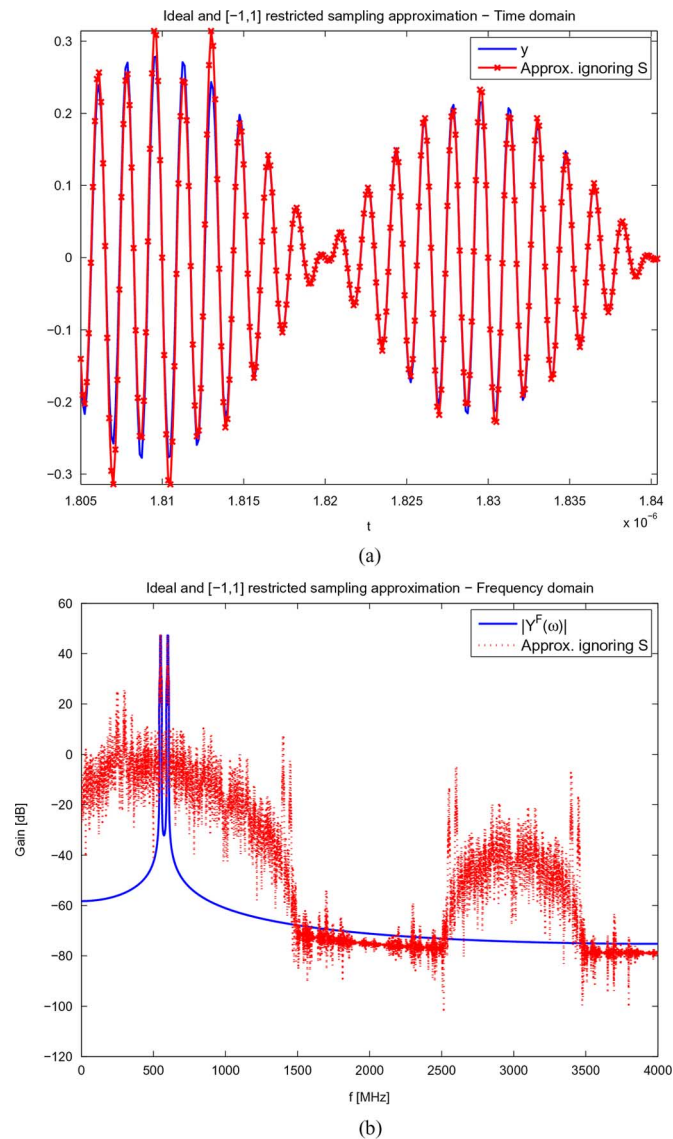 Ideal and [−1,1] restricted sampling approximation − Time domain
y
Approx. ignoring S
0.3
0.2
0.1
0
−0.1
−0.2
−0.3
1.805 1.81 1.815 1.82 1.825 1.83 1.835 1.84
t
x 10⁻⁶
(a)
Ideal and [−1,1] restricted sampling approximation − Frequency domain
|Y^F(ω)|
Approx. ignoring S
60
40
20
0
−20
−40
−60
−80
−100
−120
Gain [dB]
0 500 1000 1500 2000 2500 3000 3500 4000
f [MHz]
(b)